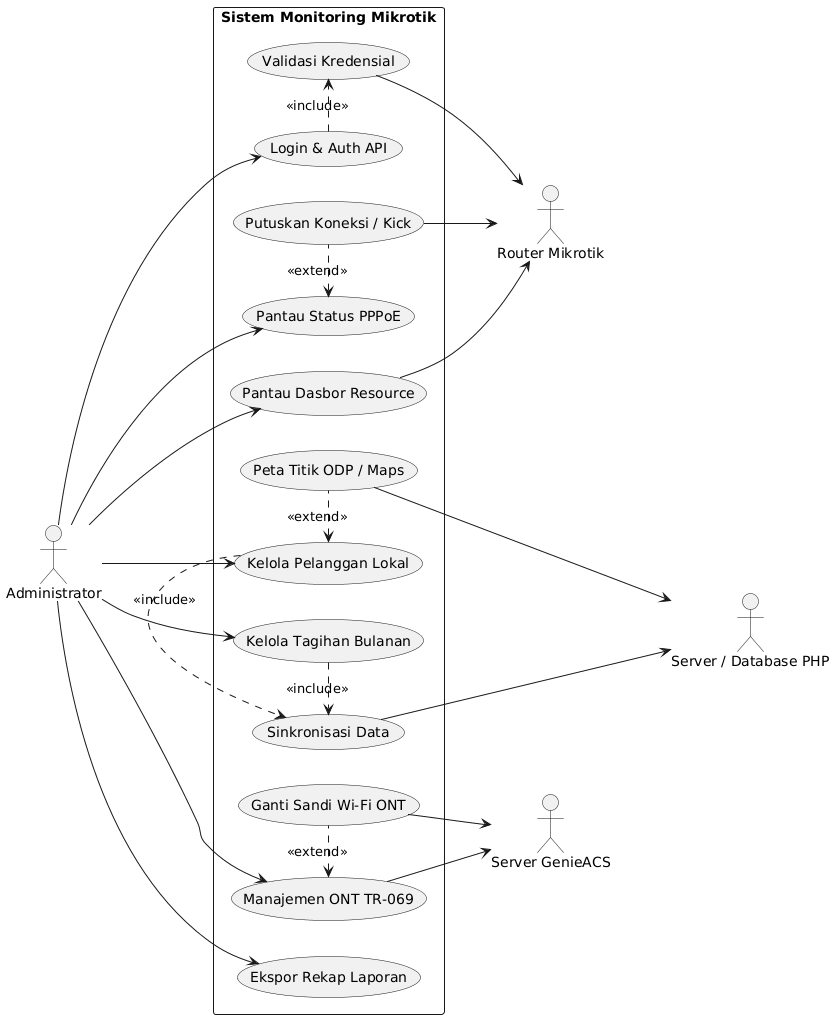 Sistem Monitoring Mikrotik
Validasi Kredensial
«include»
Login & Auth API
Putuskan Koneksi / Kick
Router Mikrotik
«extend»
Pantau Status PPPoE
Pantau Dasbor Resource
Peta Titik ODP / Maps
«extend»
Kelola Pelanggan Lokal
Administrator
«include»
Kelola Tagihan Bulanan
Server / Database PHP
«include»
Sinkronisasi Data
Ganti Sandi Wi-Fi ONT
«extend»
Server GenieACS
Manajemen ONT TR-069
Ekspor Rekap Laporan